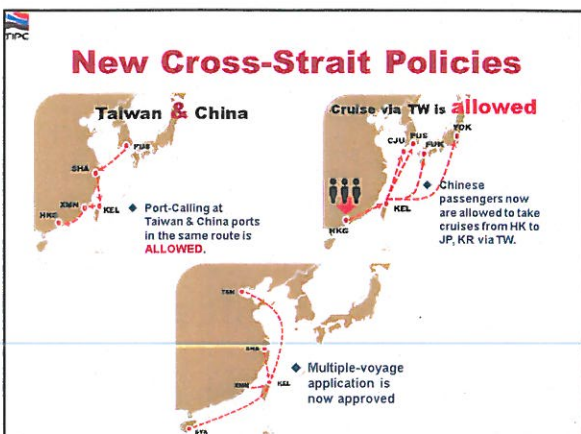 TIPC
New Cross-Strait Policies
Taiwan & China
PUS
SHA
XMN
HKG
KEL
◆ Port-Calling at
Taiwan & China ports
in the same route is
ALLOWED.
Cruise via TW is allowed
YOK
CJU
PUS
FUK
KEL
HKG
◆ Chinese
passengers now
are allowed to take
cruises from HK to
JP, KR via TW.
TSN
SHA
XMN
KEL
SYX
◆ Multiple-voyage
application is
now approved